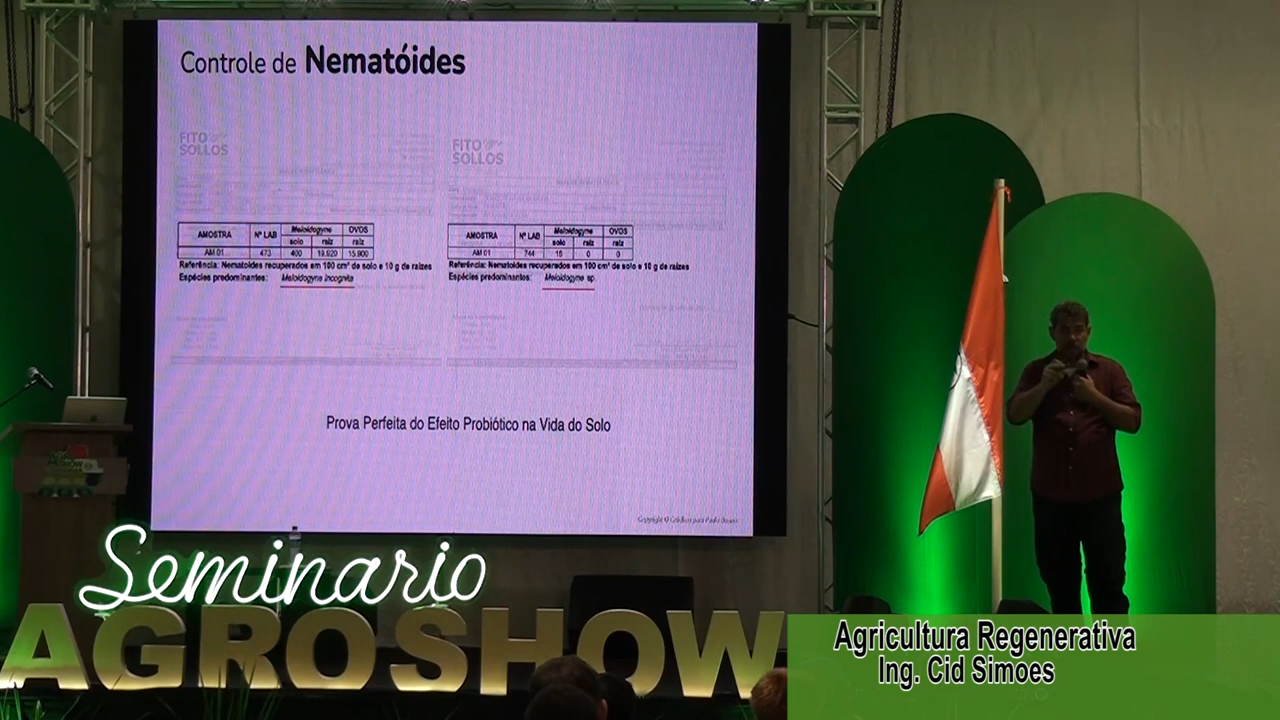 Controle de Nematóides
FITO
SOLLOS
FITO
SOLLOS
AMOSTRA Nº LAB Meloidogyne OVOS
solo raiz raiz
AM 01 473 400 19.920 15.800
Referência: Nematoides recuperados em 100 cm³ de solo e 10 g de raízes
Espécies predominantes: Meloidogyne incognita
AMOSTRA Nº LAB Meloidogyne OVOS
solo raiz raiz
AM 01 744 15 0 0
Referência: Nematoides recuperados em 100 cm³ de solo e 10 g de raízes
Espécies predominantes: Meloidogyne sp.
Prova Perfeita do Efeito Probiótico na Vida do Solo
AGROSHOW
Seminario
AGROSHOW
Agricultura Regenerativa
Ing. Cid Simoes